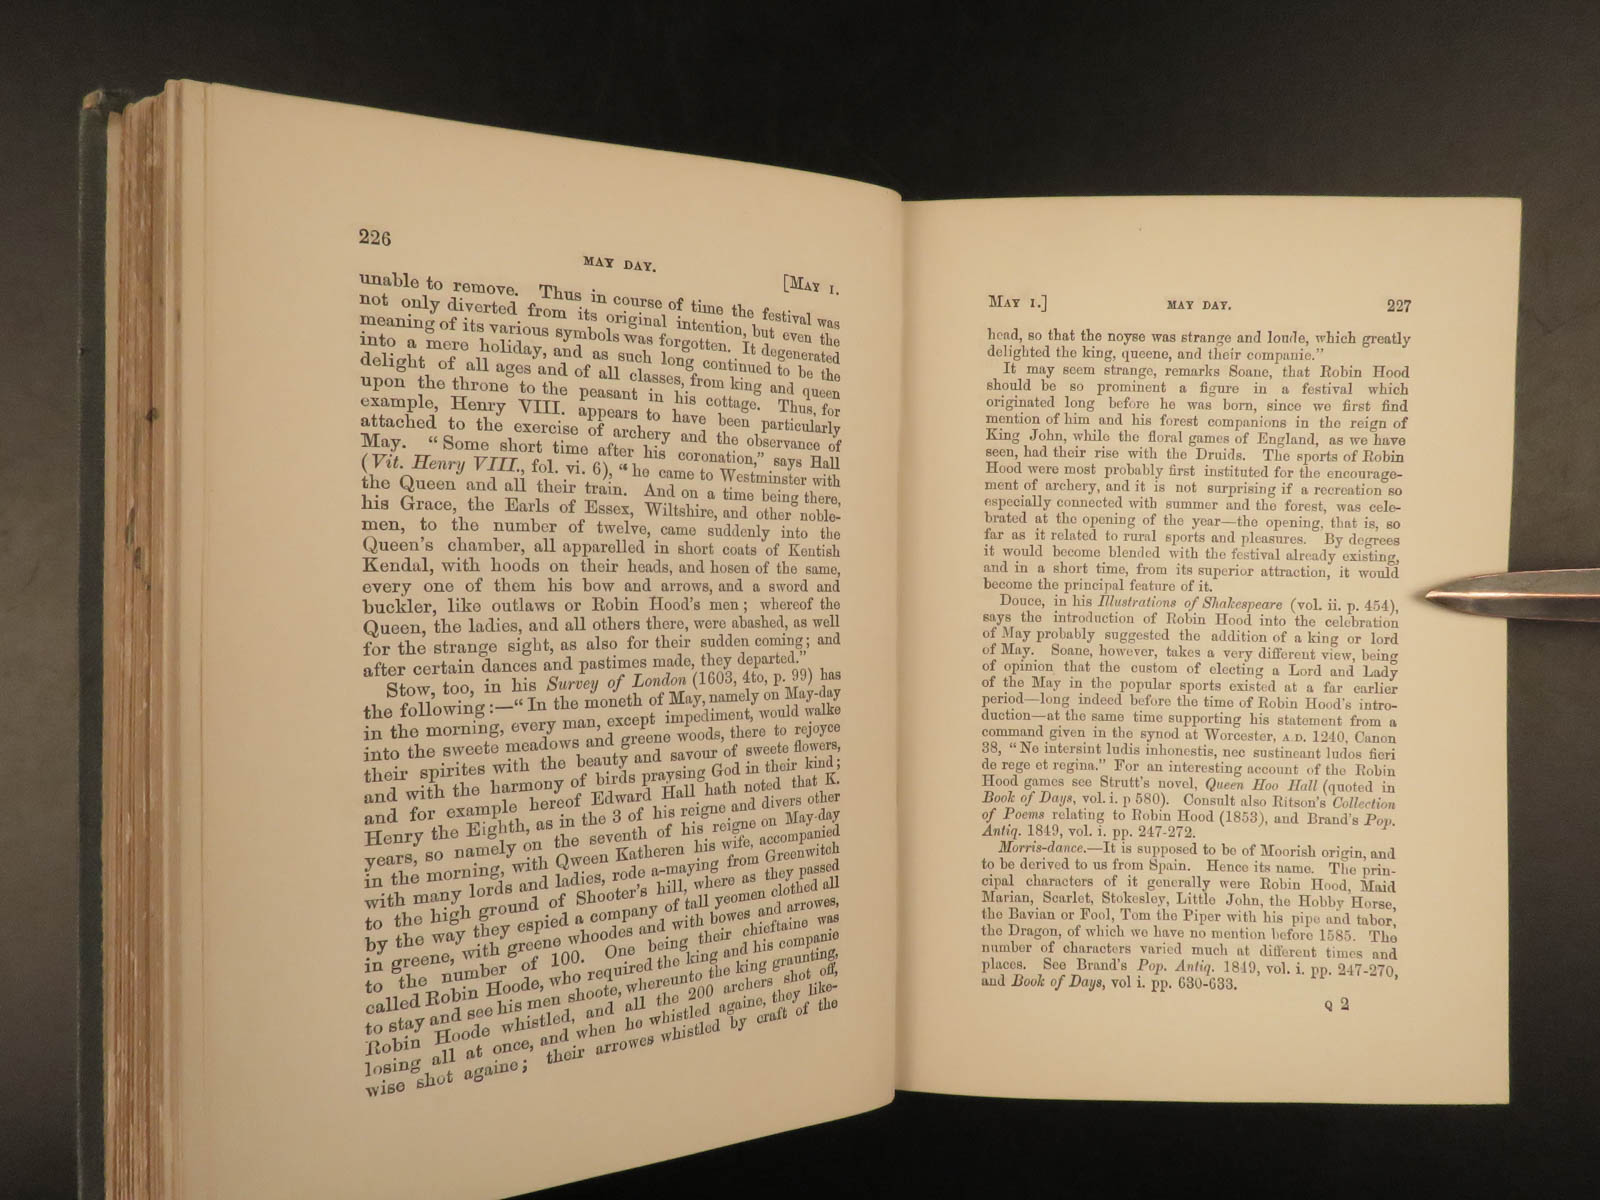 226
MAY DAY.
[MAY 1.
unable to remove. Thus in course of time the festival was
not only diverted from its original intention, but even the
meaning of its various symbols was forgotten. It degenerated
into a mere holiday, and as such long continued to be the
delight of all ages and of all classes, from king and queen
upon the throne to the peasant in his cottage. Thus, for
example, Henry VIII. appears to have been particularly
attached to the exercise of archery and the observance of
May. "Some short time after his coronation," says Hall
(Vit. Henry VIII., fol. vi. 6), "he came to Westminster with
the Queen and all their train. And on a time being there,
his Grace, the Earls of Essex, Wiltshire, and other noble-
men, to the number of twelve, came suddenly into the
Queen's chamber, all apparelled in short coats of Kentish
Kendal, with hoods on their heads, and hosen of the same,
every one of them his bow and arrows, and a sword and
buckler, like outlaws or Robin Hood's men; whereof the
Queen, the ladies, and all others there, were abashed, as well
for the strange sight, as also for their sudden coming; and
after certain dances and pastimes made, they departed."
Stow, too, in his Survey of London (1603, 4to, p. 99) has
the following:—"In the moneth of May, namely on May-day
in the morning, every man, except impediment, would walke
into the sweete meadows and greene woods, there to rejoyce
their spirites with the beauty and savour of sweete flowers,
and with the harmony of birds praysing God in their kind;
and for example hereof Edward Hall hath noted that K.
Henry the Eighth, as in the 3 of his reigne and divers other
years, so namely on the seventh of his reigne on May-day
in the morning, with Qween Katheren his wife, accompanied
with many lords and ladies, rode a-maying from Greenwitch
to the high ground of Shooter's hill, where as they passed
by the way they espied a company of tall yeomen clothed all
in greene, with greene whoodes and with bowes and arrowes,
to the number of 100. One being their chieftaine was
called Robin Hoode, who required the king and his companie
to stay and see his men shoote, whereunto the king graunting,
Robin Hoode whistled, and all the 200 archers shot off,
losing all at once, and when he whistled againe, they like-
wise shot againe; their arrowes whistled by craft of the
MAY 1.]
MAY DAY.
227
head, so that the noyse was strange and loude, which greatly
delighted the king, queene, and their companie."
It may seem strange, remarks Soane, that Robin Hood
should be so prominent a figure in a festival which
originated long before he was born, since we first find
mention of him and his forest companions in the reign of
King John, while the floral games of England, as we have
seen, had their rise with the Druids. The sports of Robin
Hood were most probably first instituted for the encourage-
ment of archery, and it is not surprising if a recreation so
especially connected with summer and the forest, was cele-
brated at the opening of the year—the opening, that is, so
far as it related to rural sports and pleasures. By degrees
it would become blended with the festival already existing,
and in a short time, from its superior attraction, it would
become the principal feature of it.
Douce, in his Illustrations of Shakespeare (vol. ii. p. 454),
says the introduction of Robin Hood into the celebration
of May probably suggested the addition of a king or lord
of May. Soane, however, takes a very different view, being
of opinion that the custom of electing a Lord and Lady
of the May in the popular sports existed at a far earlier
period—long indeed before the time of Robin Hood's intro-
duction—at the same time supporting his statement from a
command given in the synod at Worcester, A.D. 1240, Canon
38, "Ne intersint ludis inhonestis, nec sustineant ludos fieri
de rege et regina." For an interesting account of the Robin
Hood games see Strutt's novel, Queen Hoo Hall (quoted in
Book of Days, vol. i. p 580). Consult also Ritson's Collection
of Poems relating to Robin Hood (1853), and Brand's Pop.
Antiq. 1849, vol. i. pp. 247-272.
Morris-dance.—It is supposed to be of Moorish origin, and
to be derived to us from Spain. Hence its name. The prin-
cipal characters of it generally were Robin Hood, Maid
Marian, Scarlet, Stokesley, Little John, the Hobby Horse,
the Bavian or Fool, Tom the Piper with his pipe and tabor,
the Dragon, of which we have no mention before 1585. The
number of characters varied much at different times and
places. See Brand's Pop. Antiq. 1849, vol. i. pp. 247-270,
and Book of Days, vol i. pp. 630-633.
Q 2